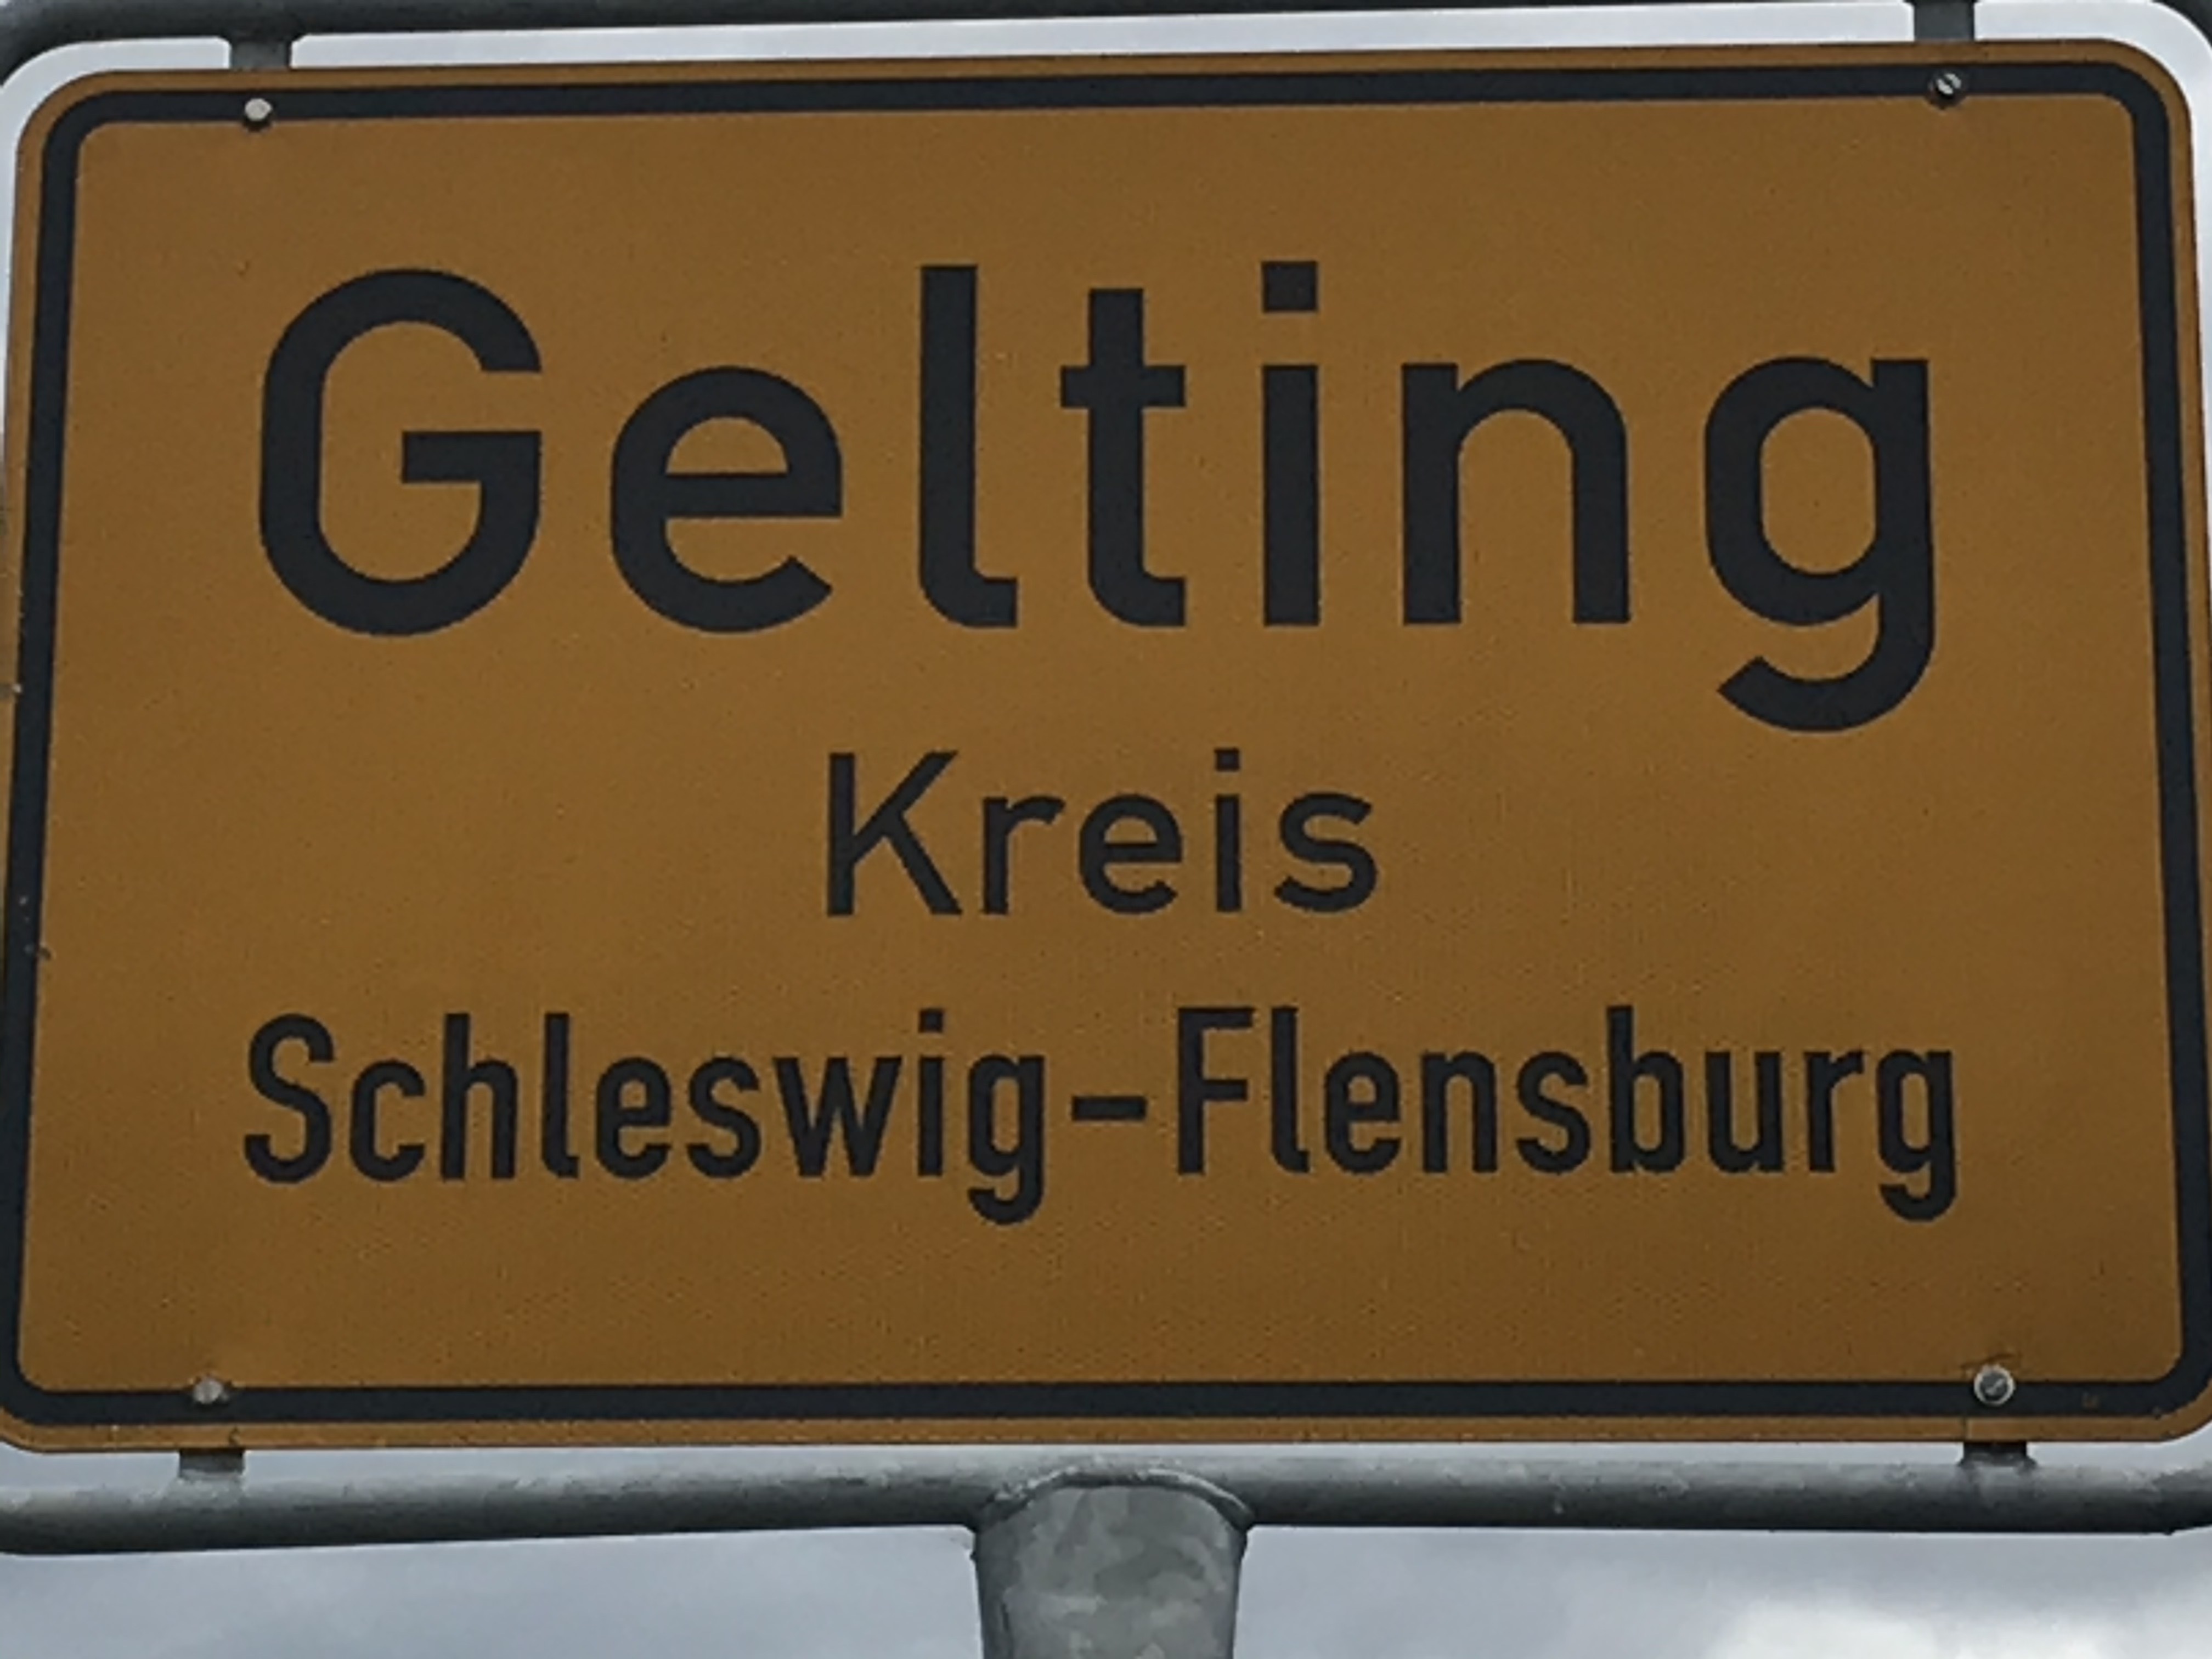 Gelting
Kreis
Schleswig-Flensburg